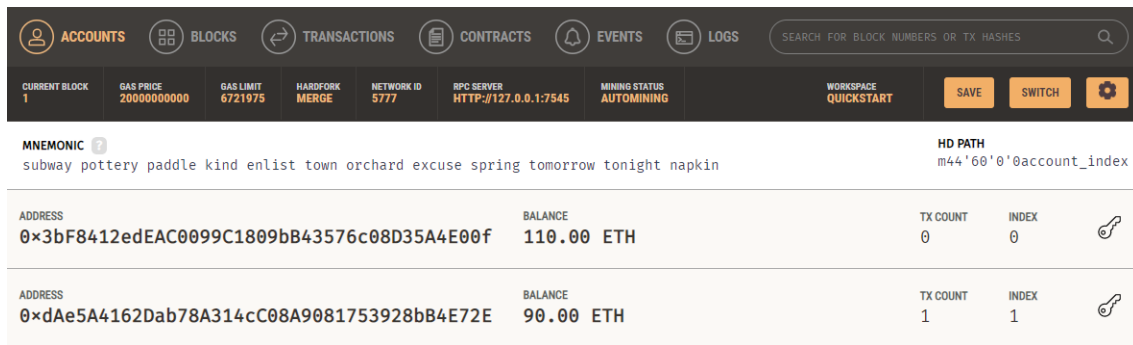 ACCOUNTS BLOCKS TRANSACTIONS CONTRACTS EVENTS LOGS SEARCH FOR BLOCK NUMBERS OR TX HASHES
CURRENT BLOCK GAS PRICE GAS LIMIT HARDFORK NETWORK ID RPC SERVER MINING STATUS WORKSPACE
1 20000000000 6721975 MERGE 5777 HTTP://127.0.0.1:7545 AUTOMINING QUICKSTART SAVE SWITCH
MNEMONIC ? HD PATH
subway pottery paddle kind enlist town orchard excuse spring tomorrow tonight napkin m44'60'0'0account_index
ADDRESS BALANCE TX COUNT INDEX
0×3bF8412edEAC0099C1809bB43576c08D35A4E00f 110.00 ETH 0 0
ADDRESS BALANCE TX COUNT INDEX
0×dAe5A4162Dab78A314cC08A9081753928bB4E72E 90.00 ETH 1 1